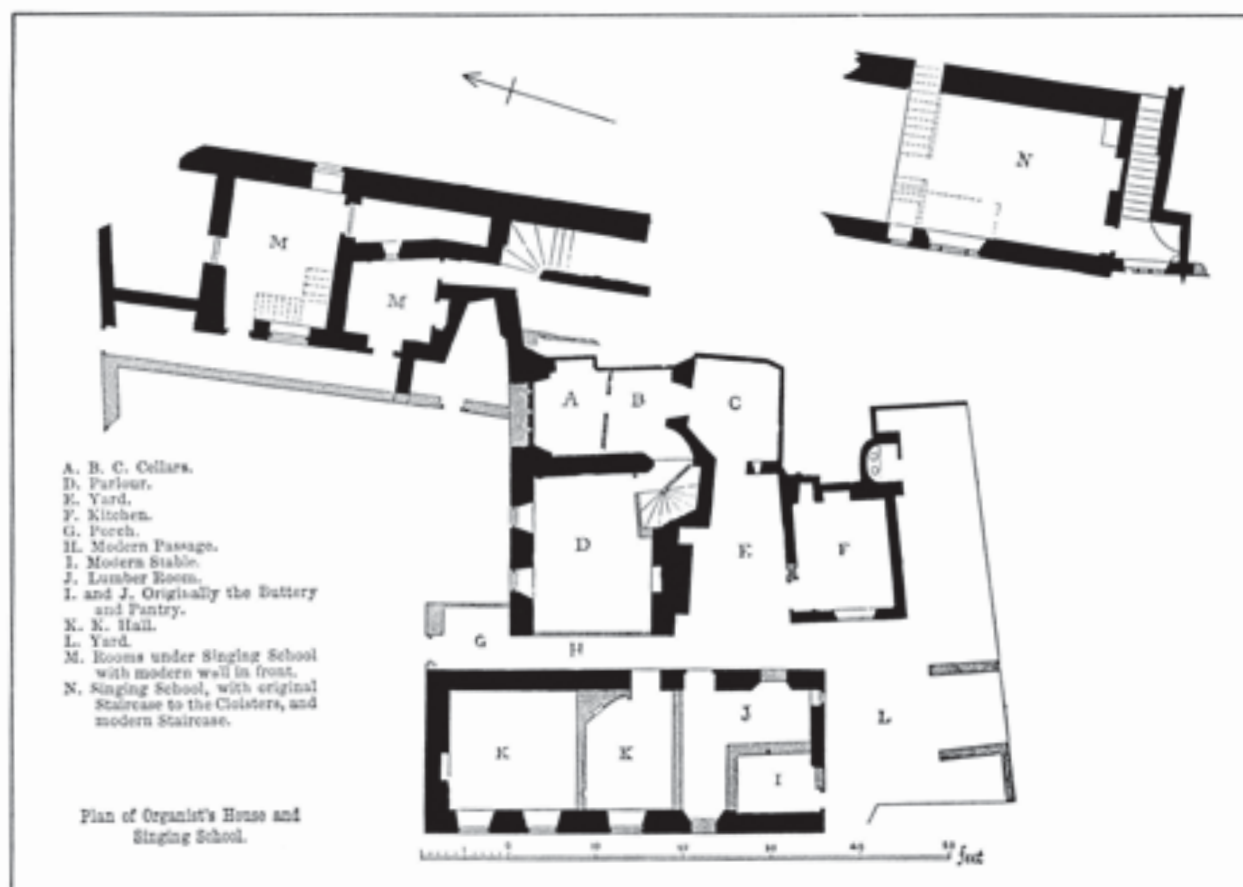 N
M
M
A
B
C
A. B. C. Cellars.
D. Parlour.
E. Yard.
F. Kitchen.
G. Porch.
H. Modern Passage.
I. Modern Stable.
J. Lumber Room.
I. and J. Originally the Buttery
and Pantry.
K. K. Hall.
L. Yard.
M. Rooms under Singing School
with modern wall in front.
N. Singing School, with original
Staircase to the Cloisters, and
modern Staircase.
D
E
F
G
H
J
L
K
K
I
Plan of Organist's House and
Singing School.
0 10 20 30 40 50 feet